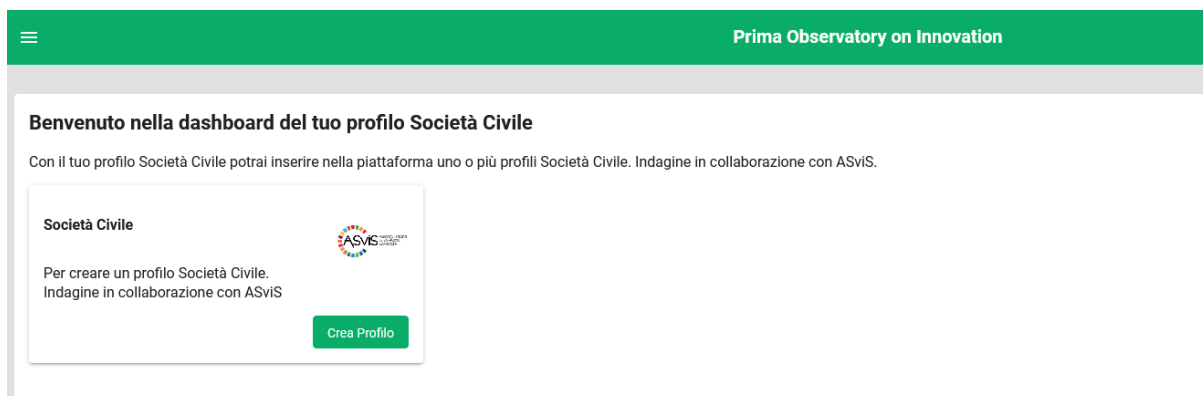 Prima Observatory on Innovation
Benvenuto nella dashboard del tuo profilo Società Civile
Con il tuo profilo Società Civile potrai inserire nella piattaforma uno o più profili Società Civile. Indagine in collaborazione con ASviS.
Società Civile
ASviS
Per creare un profilo Società Civile.
Indagine in collaborazione con ASviS
Crea Profilo